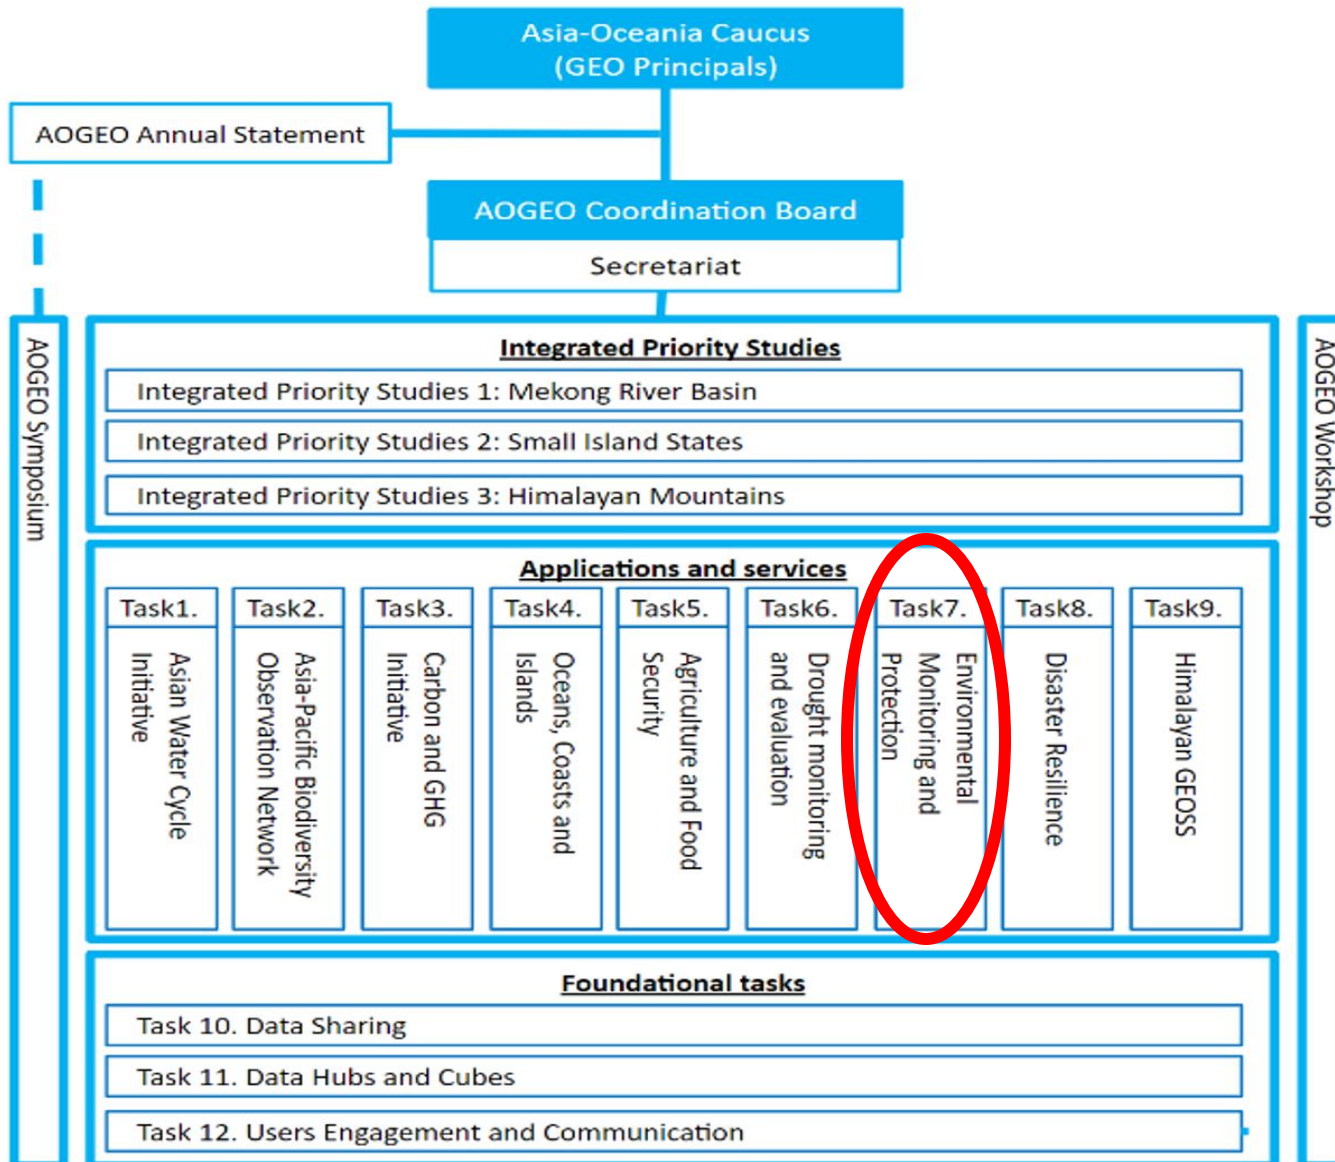 Asia-Oceania Caucus
(GEO Principals)
AOGEO Annual Statement
AOGEO Coordination Board
Secretariat
AOGEO Symposium
Integrated Priority Studies
Integrated Priority Studies 1: Mekong River Basin
Integrated Priority Studies 2: Small Island States
Integrated Priority Studies 3: Himalayan Mountains
AOGEO Workshop
Applications and services
Task1.
Asian Water Cycle
Initiative
Task2.
Asia-Pacific Biodiversity
Observation Network
Task3.
Carbon and GHG
Initiative
Task4.
Oceans, Coasts and
Islands
Task5.
Agriculture and Food
Security
Task6.
Drought monitoring
and evaluation
Task7.
Environmental
Monitoring and
Protection
Task8.
Disaster Resilience
Task9.
Himalayan GEOSS
Foundational tasks
Task 10. Data Sharing
Task 11. Data Hubs and Cubes
Task 12. Users Engagement and Communication